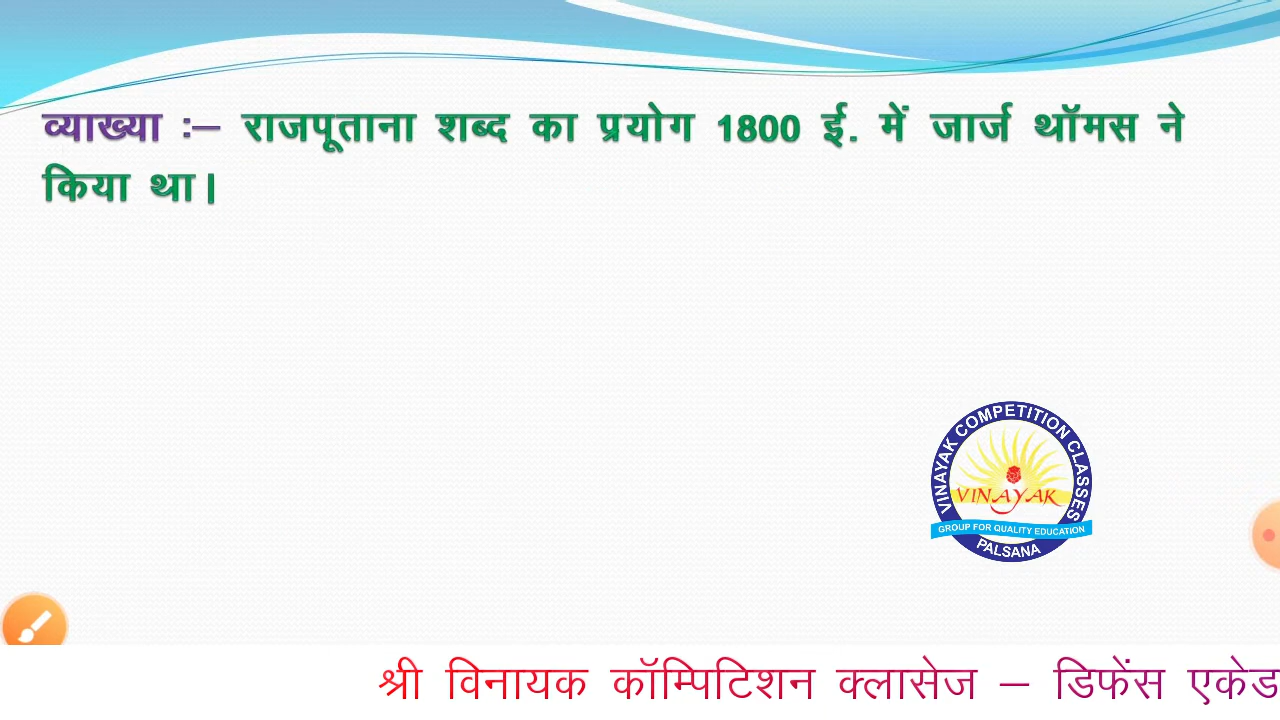 व्याख्या :– राजपूताना शब्द का प्रयोग 1800 ई. में जार्ज थॉमस ने
किया था।
VINAYAK COMPETITION CLASSES
VINAYAK
GROUP FOR QUALITY EDUCATION
PALSANA
श्री विनायक कॉम्पिटिशन क्लासेज – डिफेंस एकेड